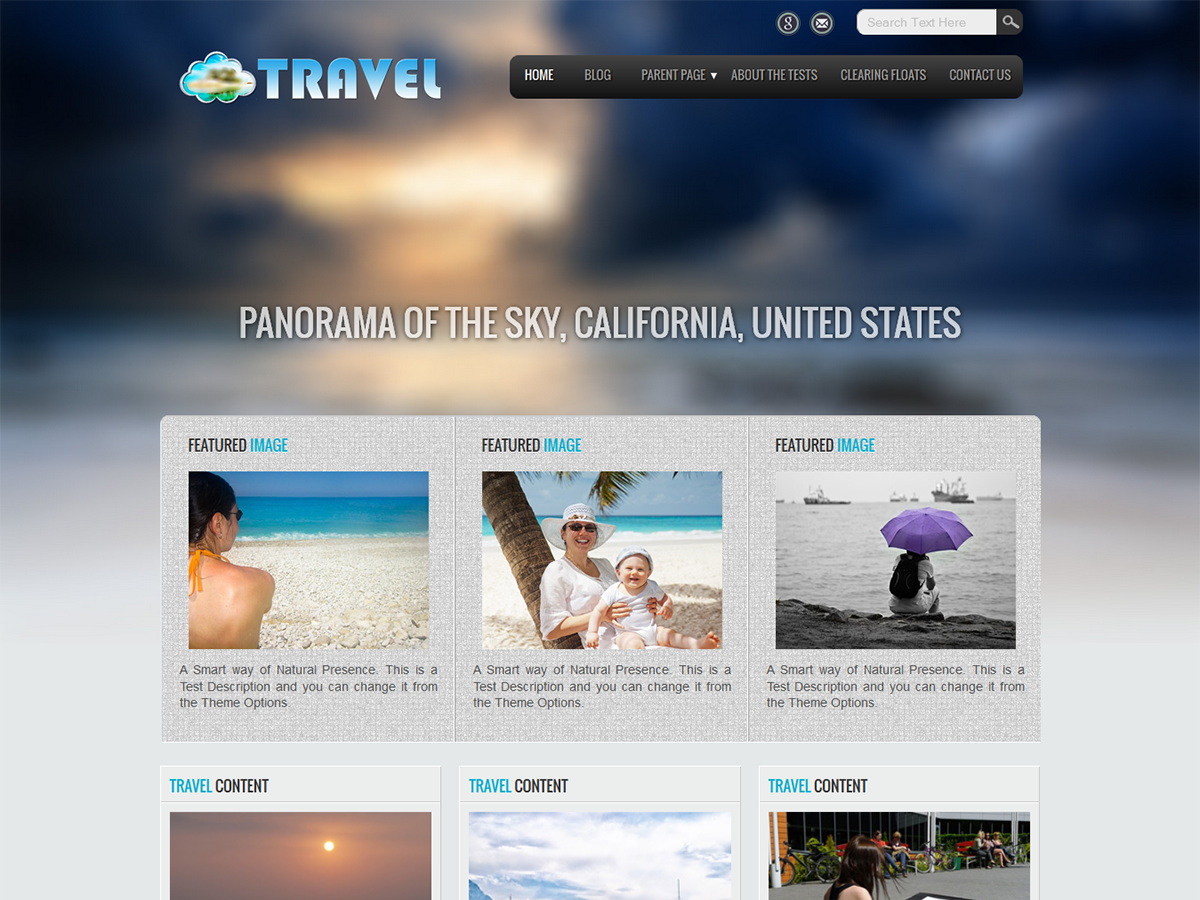 8
Search Text Here
TRAVEL
HOME BLOG PARENT PAGE ▼ ABOUT THE TESTS CLEARING FLOATS CONTACT US
PANORAMA OF THE SKY, CALIFORNIA, UNITED STATES
FEATURED IMAGE
A Smart way of Natural Presence. This is a
Test Description and you can change it from
the Theme Options.
FEATURED IMAGE
A Smart way of Natural Presence. This is a
Test Description and you can change it from
the Theme Options.
FEATURED IMAGE
A Smart way of Natural Presence. This is a
Test Description and you can change it from
the Theme Options.
TRAVEL CONTENT
TRAVEL CONTENT
TRAVEL CONTENT